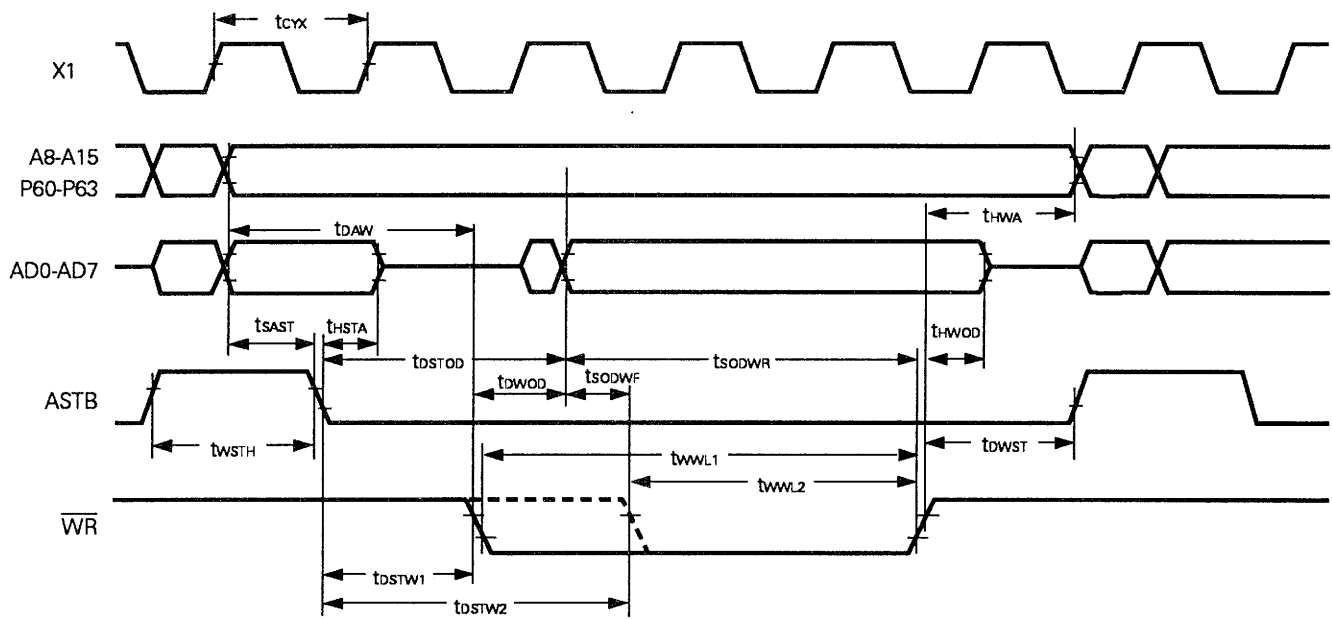 tCYX
X1
A8-A15
P60-P63
tHWA
tDAW
AD0-AD7
tSAST
tHSTA
tHWOD
tDSTOD
tSODWR
tDWOD
tSODWF
ASTB
tWSTH
tDWST
tWWL1
tWWL2
WR
tDSTW1
tDSTW2